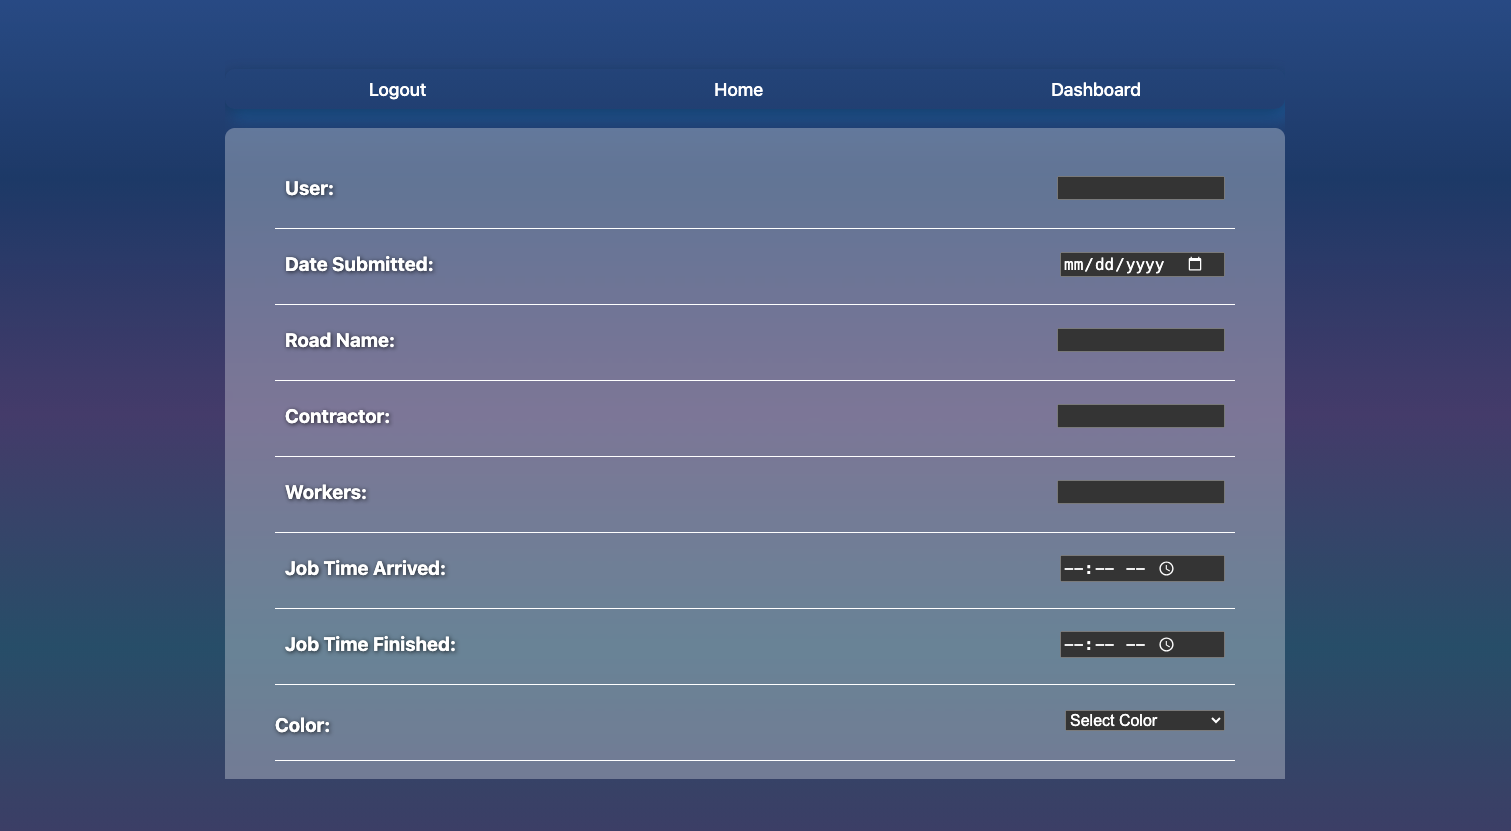 Logout Home Dashboard
User:
Date Submitted: mm/dd/yyyy
Road Name:
Contractor:
Workers:
Job Time Arrived: --:-- --
Job Time Finished: --:-- --
Color: Select Color